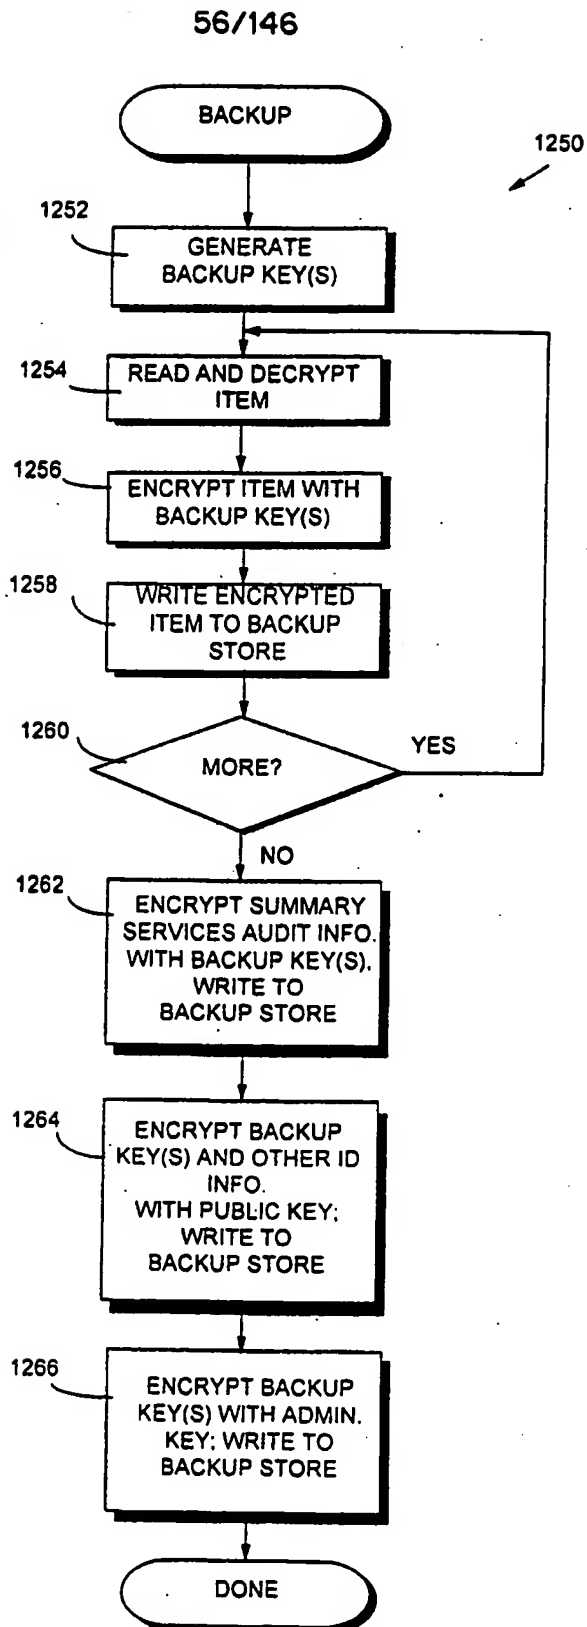 56/146
BACKUP
1250
1252
GENERATE
BACKUP KEY(S)
1254
READ AND DECRYPT
ITEM
1256
ENCRYPT ITEM WITH
BACKUP KEY(S)
1258
WRITE ENCRYPTED
ITEM TO BACKUP
STORE
1260
MORE?
YES
NO
1262
ENCRYPT SUMMARY
SERVICES AUDIT INFO.
WITH BACKUP KEY(S).
WRITE TO
BACKUP STORE
1264
ENCRYPT BACKUP
KEY(S) AND OTHER ID
INFO.
WITH PUBLIC KEY;
WRITE TO
BACKUP STORE
1266
ENCRYPT BACKUP
KEY(S) WITH ADMIN.
KEY; WRITE TO
BACKUP STORE
DONE